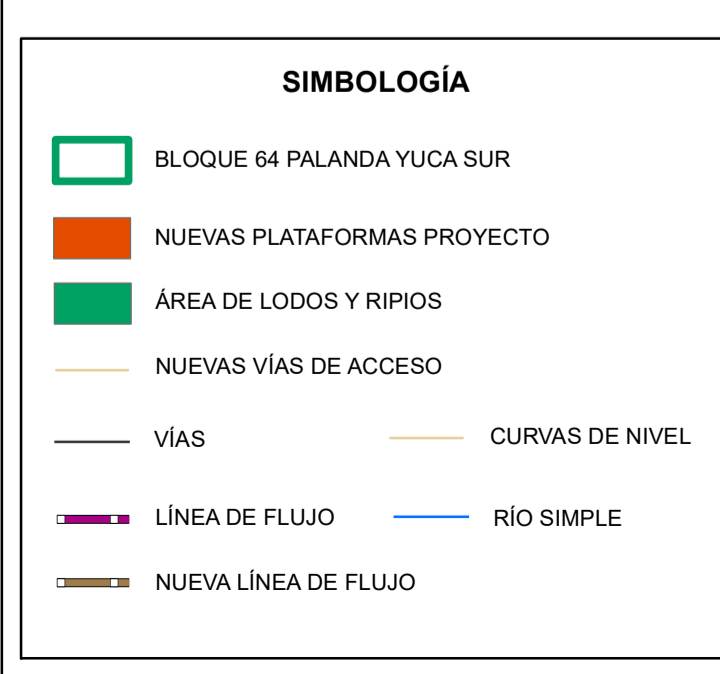 SIMBOLOGÍA
BLOQUE 64 PALANDA YUCA SUR
NUEVAS PLATAFORMAS PROYECTO
ÁREA DE LODOS Y RIPIOS
NUEVAS VÍAS DE ACCESO
VÍAS
CURVAS DE NIVEL
LÍNEA DE FLUJO
RÍO SIMPLE
NUEVA LÍNEA DE FLUJO